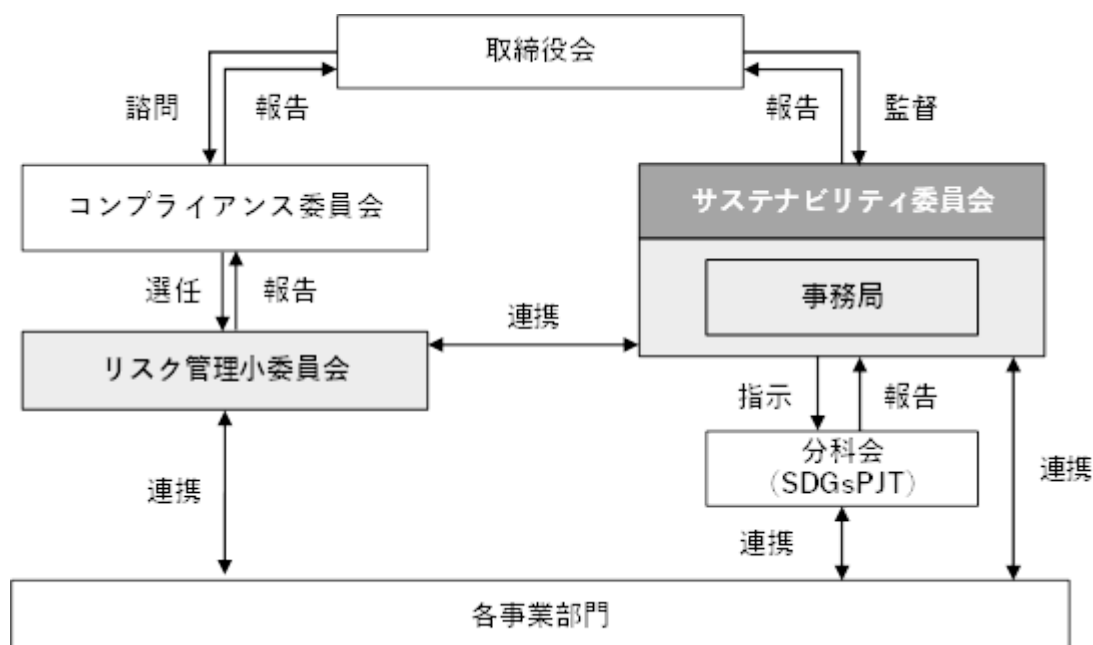 取締役会
諮問
報告
報告
監督
コンプライアンス委員会
サステナビリティ委員会
選任
報告
事務局
連携
リスク管理小委員会
指示
報告
分科会
(SDGsPJT)
連携
連携
連携
各事業部門